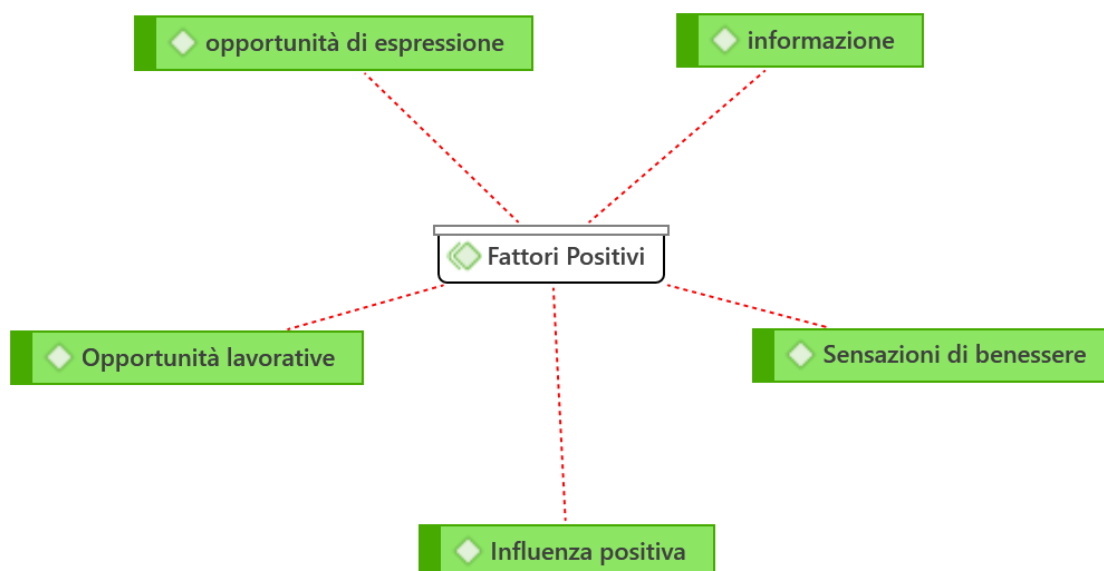 opportunità di espressione
informazione
Fattori Positivi
Opportunità lavorative
Sensazioni di benessere
Influenza positiva